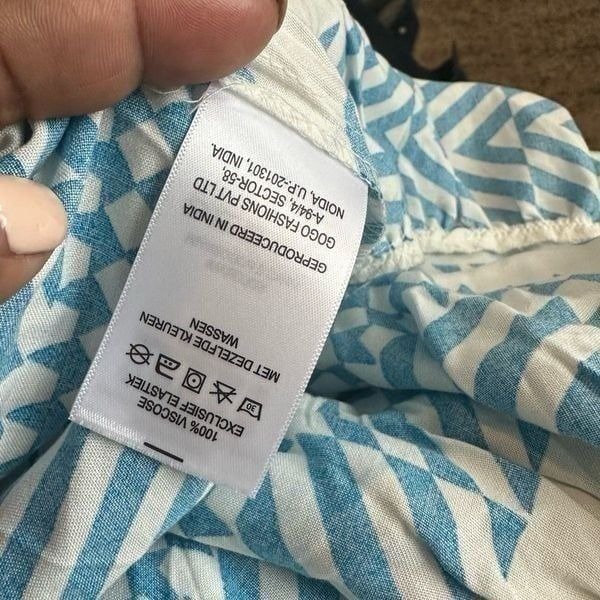 100% VISCOSE
EXCLUSIEF ELASTIEK
30
MET DEZELFDE KLEUREN
WASSEN
GEPRODUCEERD IN INDIA
GOGO FASHIONS PVT LTD
A-94/4, SECTOR-58,
NOIDA, U.P-201301, INDIA.